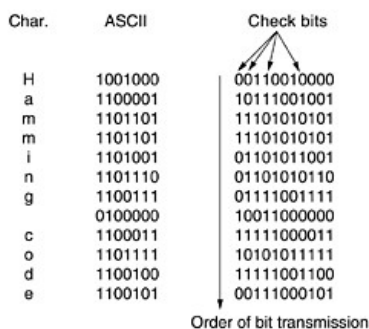 Char. ASCII Check bits
H 1001000 00110010000
a 1100001 10111001001
m 1101101 11101010101
m 1101101 11101010101
i 1101001 01101011001
n 1101110 01101010110
g 1100111 01111001111
0100000 10011000000
c 1100011 11111000011
o 1101111 10101011111
d 1100100 11111001100
e 1100101 00111000101
Order of bit transmission